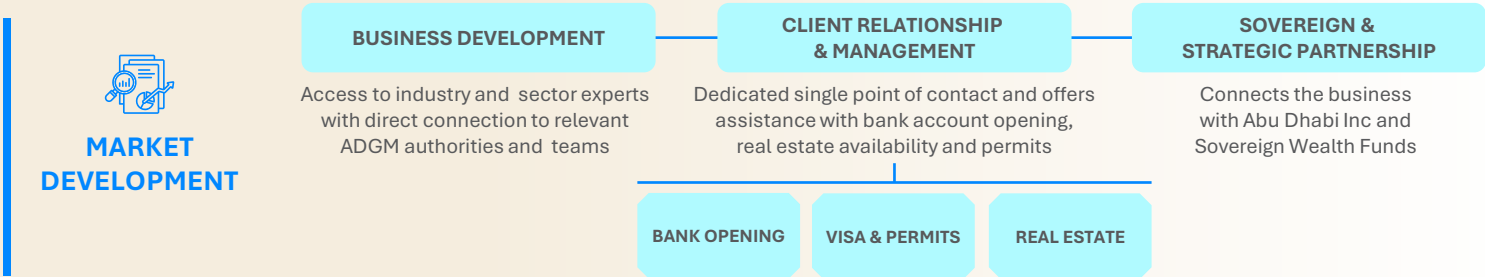 MARKET
DEVELOPMENT
BUSINESS DEVELOPMENT
Access to industry and sector experts
with direct connection to relevant
ADGM authorities and teams
CLIENT RELATIONSHIP
& MANAGEMENT
Dedicated single point of contact and offers
assistance with bank account opening,
real estate availability and permits
BANK OPENING
VISA & PERMITS
REAL ESTATE
SOVEREIGN &
STRATEGIC PARTNERSHIP
Connects the business
with Abu Dhabi Inc and
Sovereign Wealth Funds